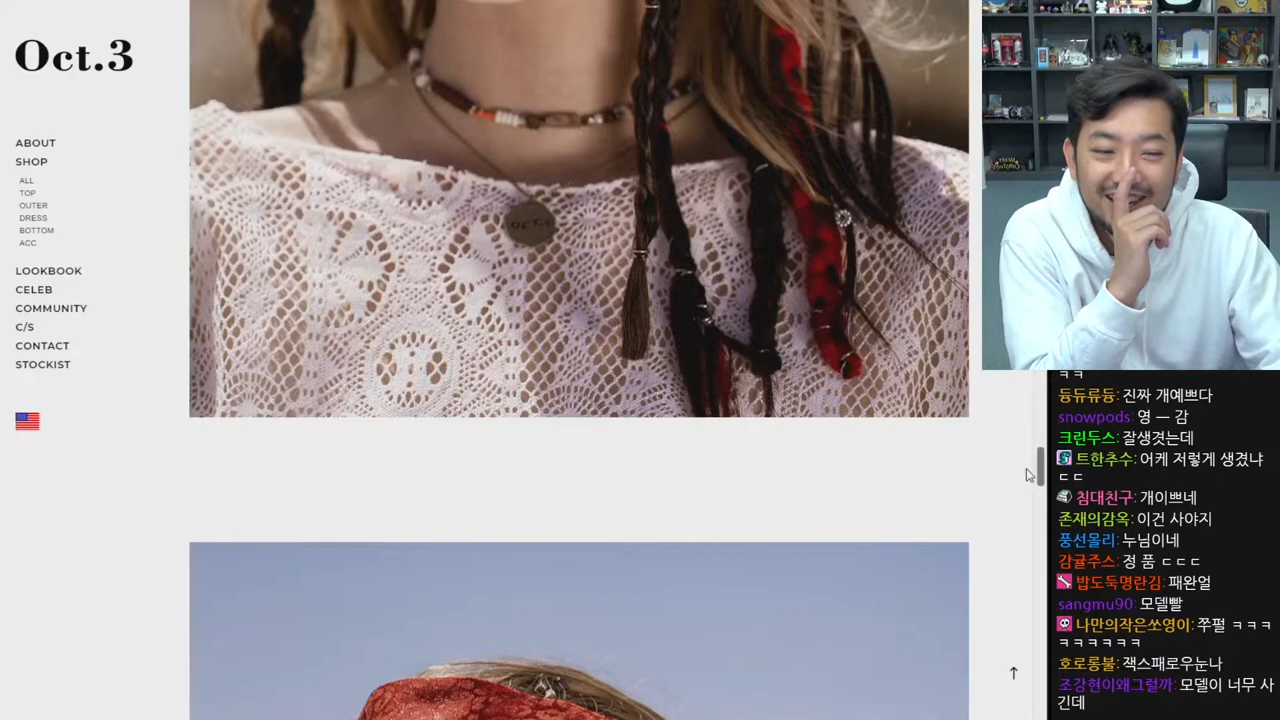 Oct.3
ABOUT
SHOP
ALL
TOP
OUTER
DRESS
BOTTOM
ACC
LOOKBOOK
CELEB
COMMUNITY
C/S
CONTACT
STOCKIST
ㅋㅋ
듕듀류듕: 진짜 개예쁘다
snowpods: 영 ㅡ 감
크린두스: 잘생겻는데
트한추수: 어케 저렇게 생겼냐
ㄷㄷ
침대친구: 개이쁘네
존재의감옥: 이건 사야지
풍선몰리: 누님이네
감귤주스: 정 품 ㄷㄷㄷ
밥도둑명란김: 패완얼
sangmu90: 모델빨
나만의작은쏘영이: 쭈펄 ㅋㅋㅋ
ㅋㅋㅋㅋㅋㅋ
호로롱불: 잭스패로우눈나
조강현이왜그럴까: 모델이 너무 사
긴데